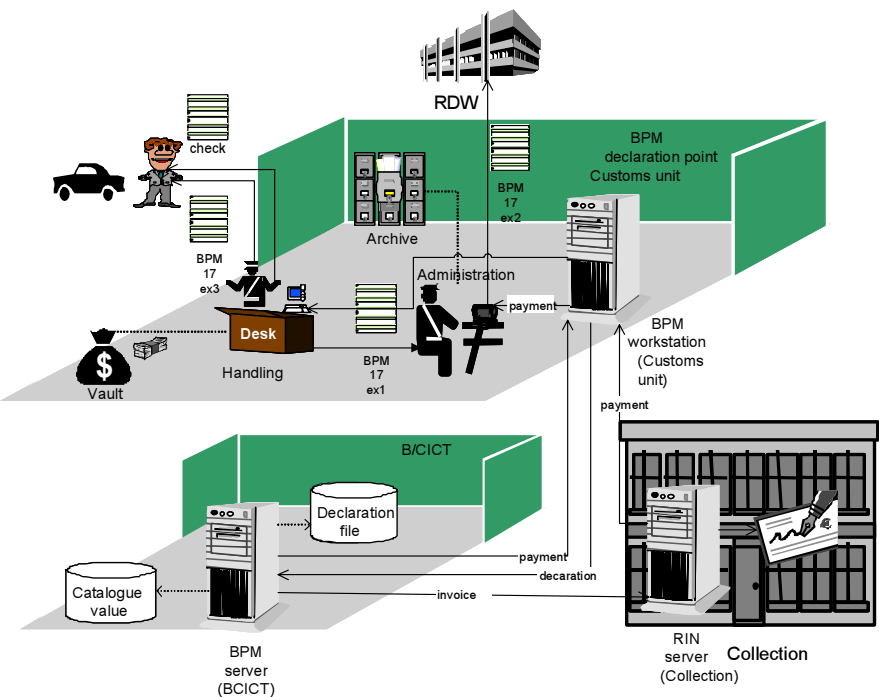 RDW
check
BPM
17
ex2
BPM
declaration point
Customs unit
Archive
BPM
17
ex3
Administration
payment
Desk
BPM
17
ex1
Handling
$
Vault
BPM
workstation
(Customs
unit)
payment
B/CICT
Declaration
file
Catalogue
value
payment
decaration
invoice
BPM
server
(BCICT)
RIN
server
(Collection)
Collection